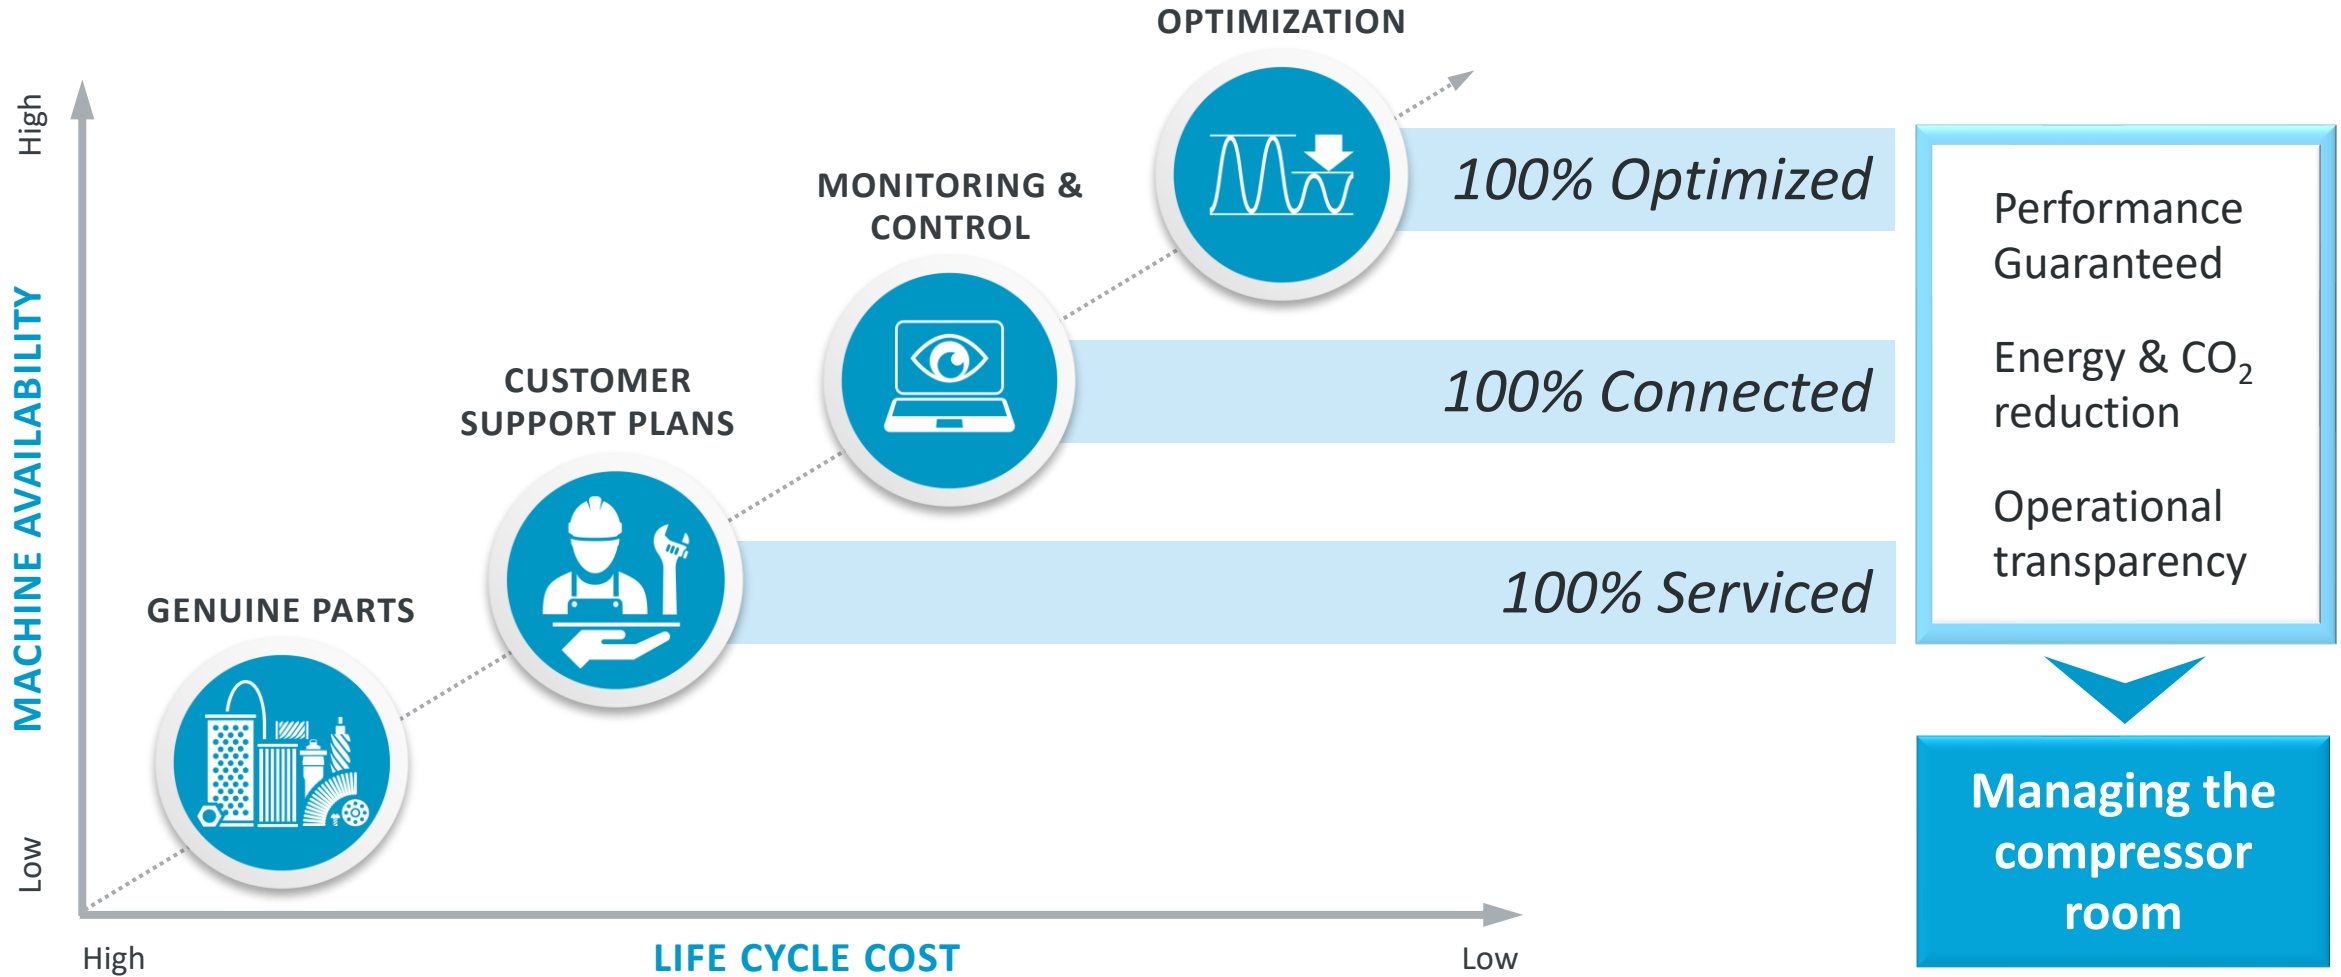 OPTIMIZATION
High
MONITORING &
CONTROL
100% Optimized
Performance
Guaranteed
MACHINE AVAILABILITY
CUSTOMER
SUPPORT PLANS
100% Connected
Energy & CO₂
reduction
Operational
transparency
GENUINE PARTS
100% Serviced
Low
Managing the
compressor
room
High
LIFE CYCLE COST
Low